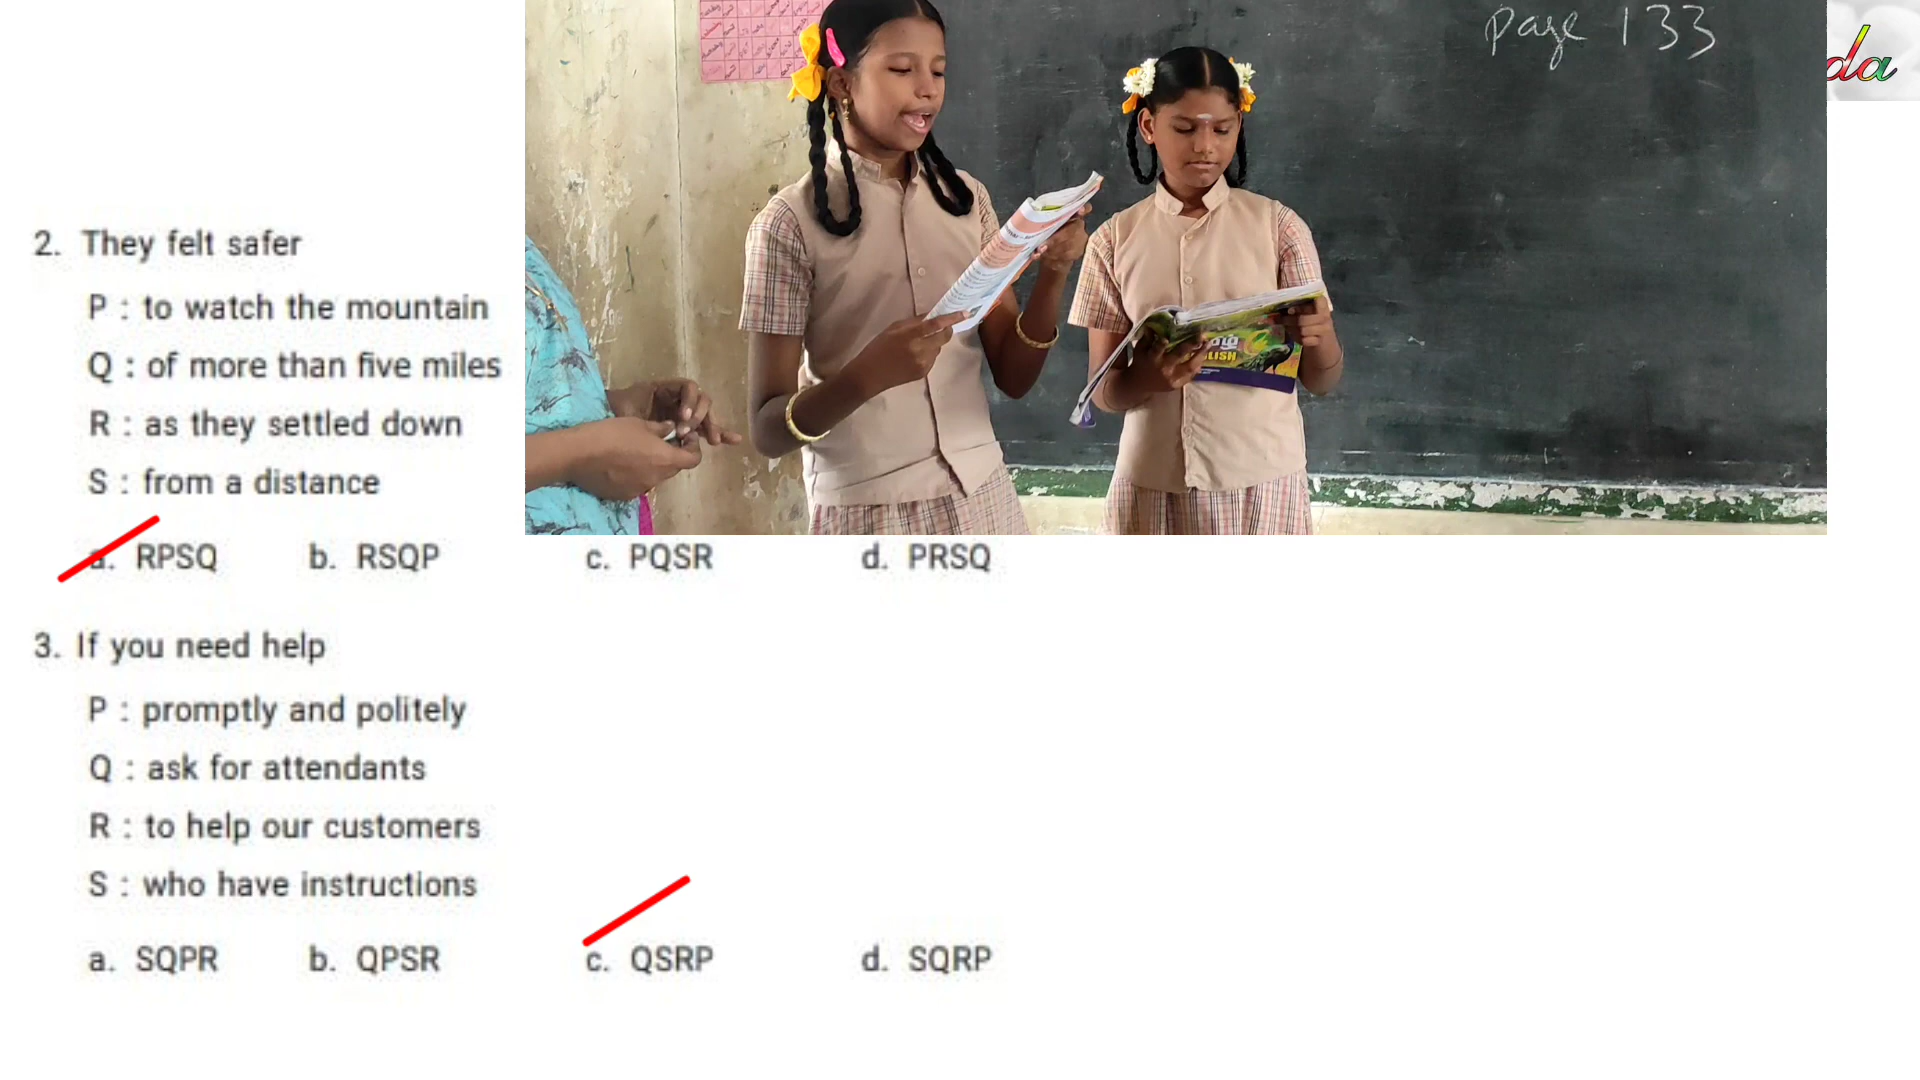 page 133
da
2. They felt safer
P : to watch the mountain
Q : of more than five miles
R : as they settled down
S : from a distance
LISH
a. RPSQ b. RSQP c. PQSR d. PRSQ
3. If you need help
P : promptly and politely
Q : ask for attendants
R : to help our customers
S : who have instructions
a. SQPR b. QPSR c. QSRP d. SQRP